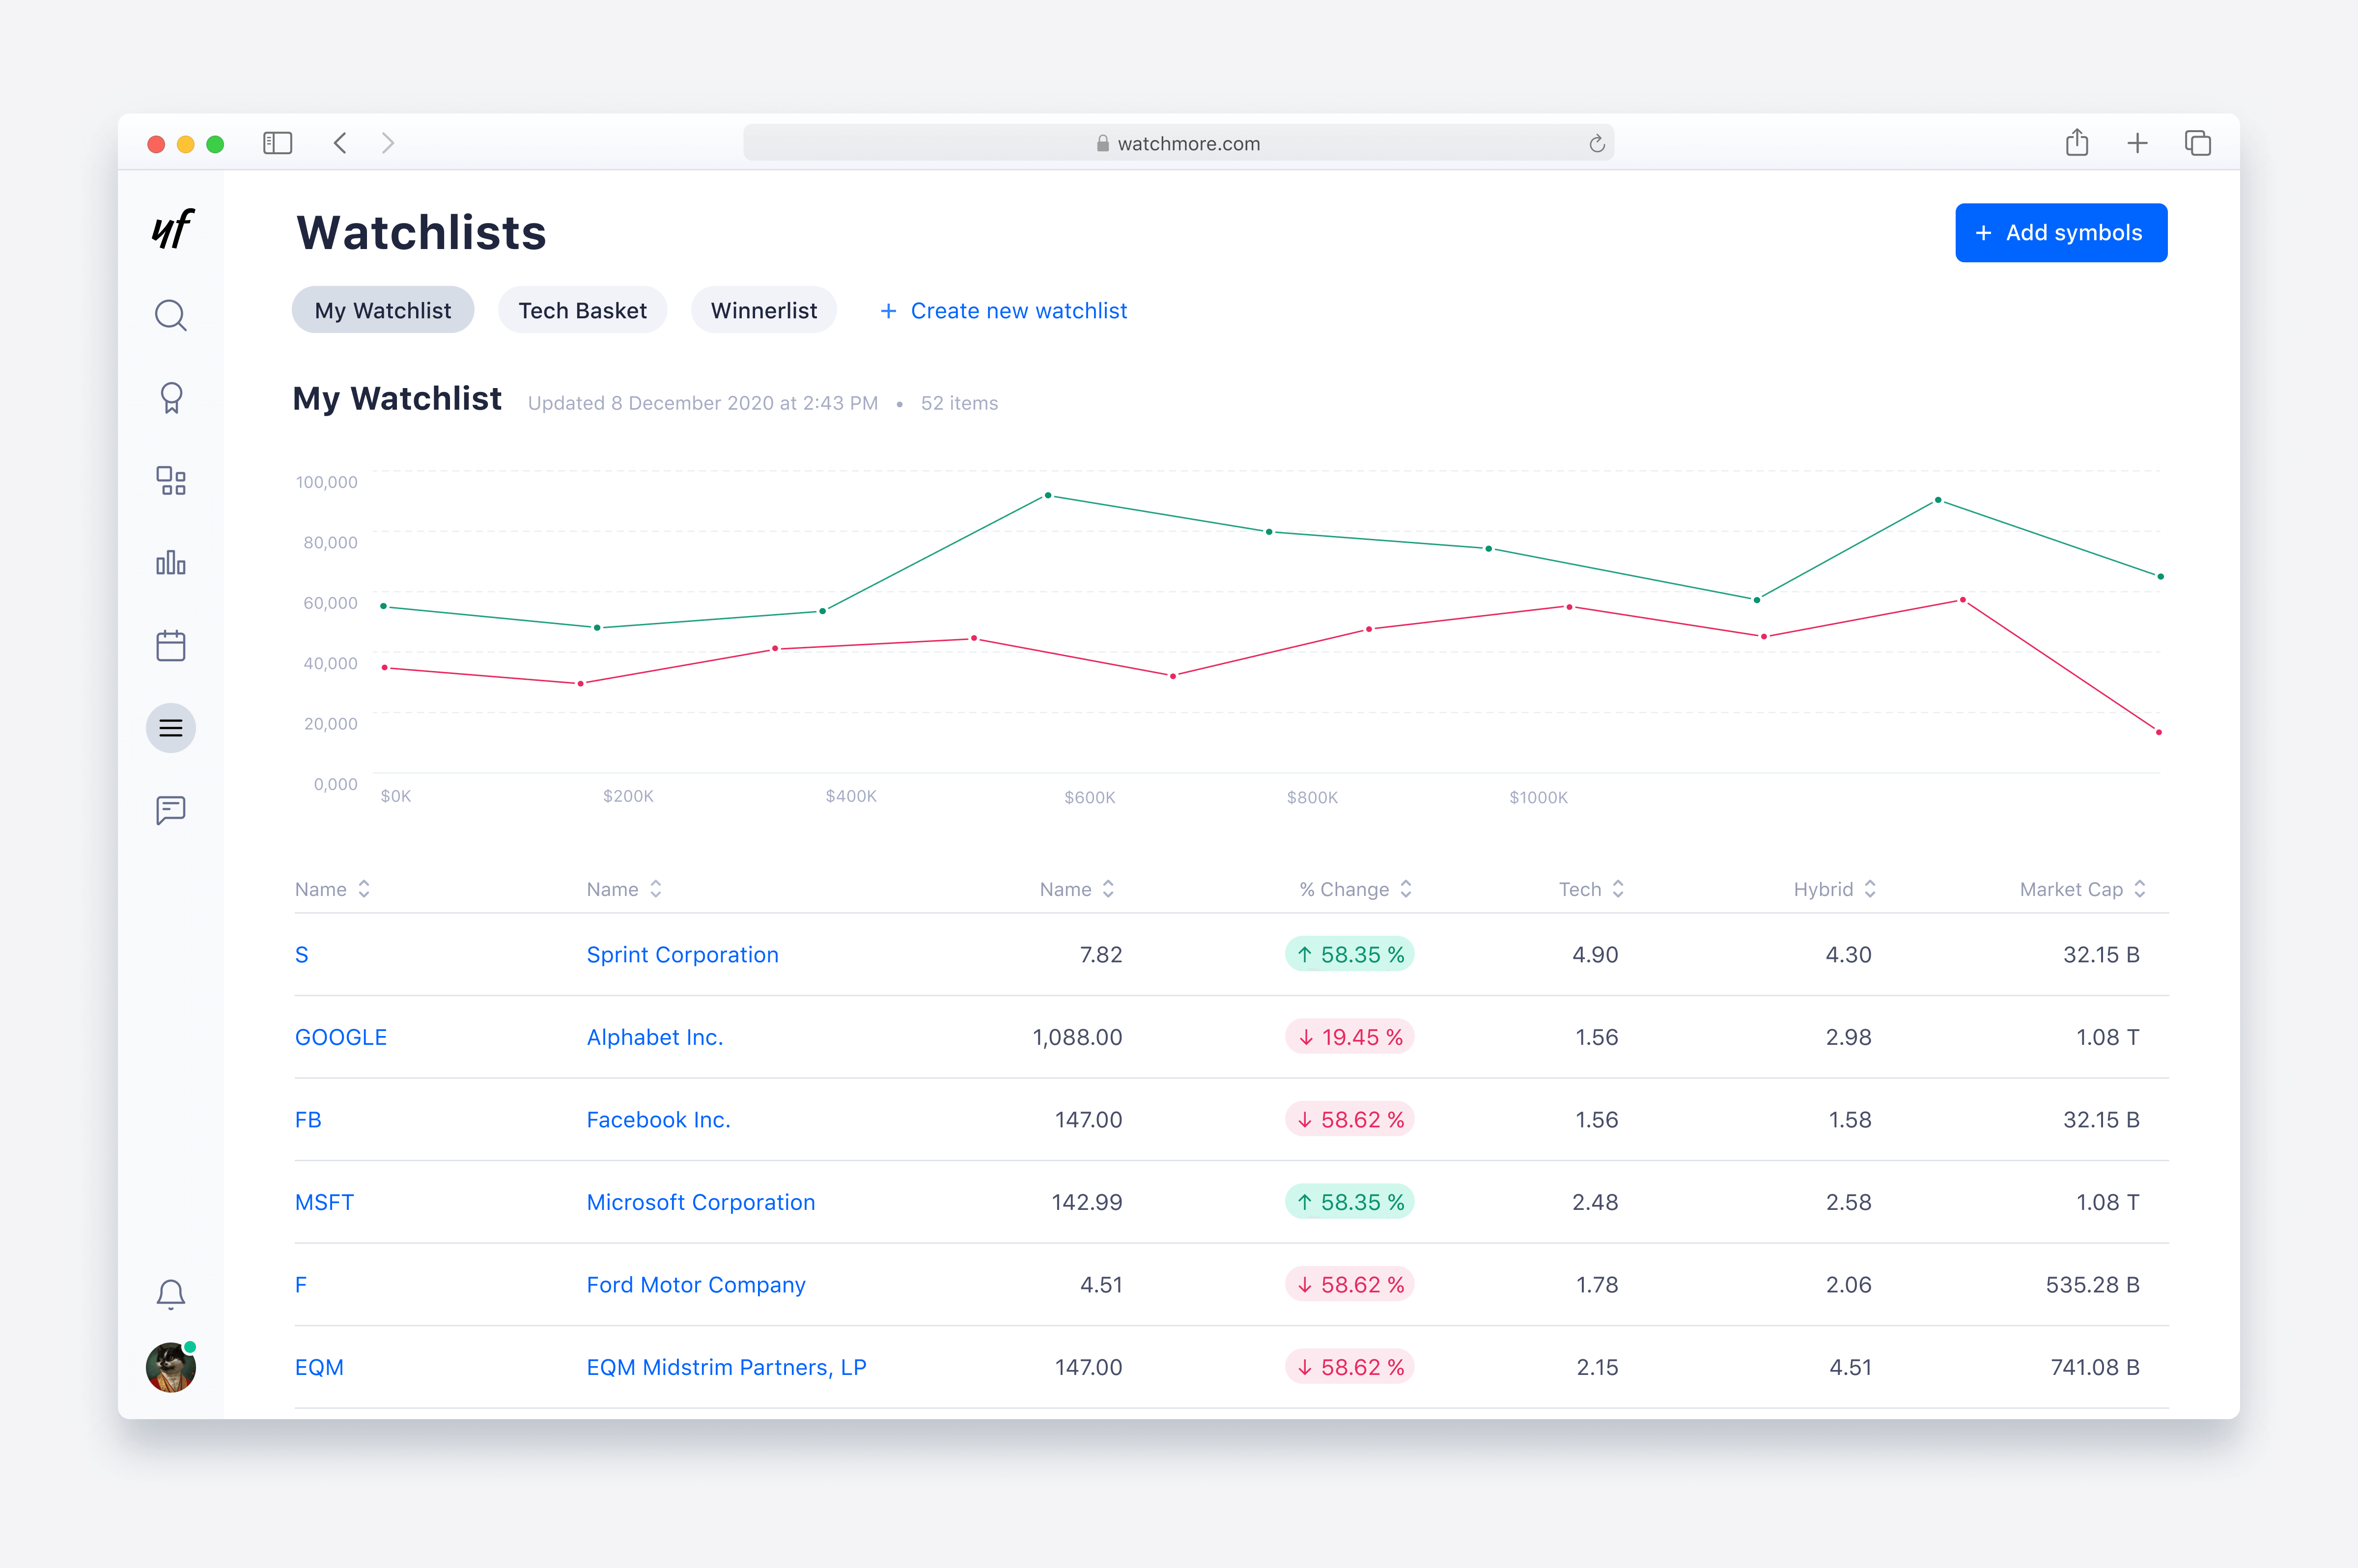 watchmore.com
Watchlists
+ Add symbols
My Watchlist Tech Basket Winnerlist + Create new watchlist
My Watchlist Updated 8 December 2020 at 2:43 PM • 52 items
100,000
80,000
60,000
40,000
20,000
0,000
$0K $200K $400K $600K $800K $1000K
Name Name Name % Change Tech Hybrid Market Cap
S Sprint Corporation 7.82 ↑ 58.35 % 4.90 4.30 32.15 B
GOOGLE Alphabet Inc. 1,088.00 ↓ 19.45 % 1.56 2.98 1.08 T
FB Facebook Inc. 147.00 ↓ 58.62 % 1.56 1.58 32.15 B
MSFT Microsoft Corporation 142.99 ↑ 58.35 % 2.48 2.58 1.08 T
F Ford Motor Company 4.51 ↓ 58.62 % 1.78 2.06 535.28 B
EQM EQM Midstrim Partners, LP 147.00 ↓ 58.62 % 2.15 4.51 741.08 B